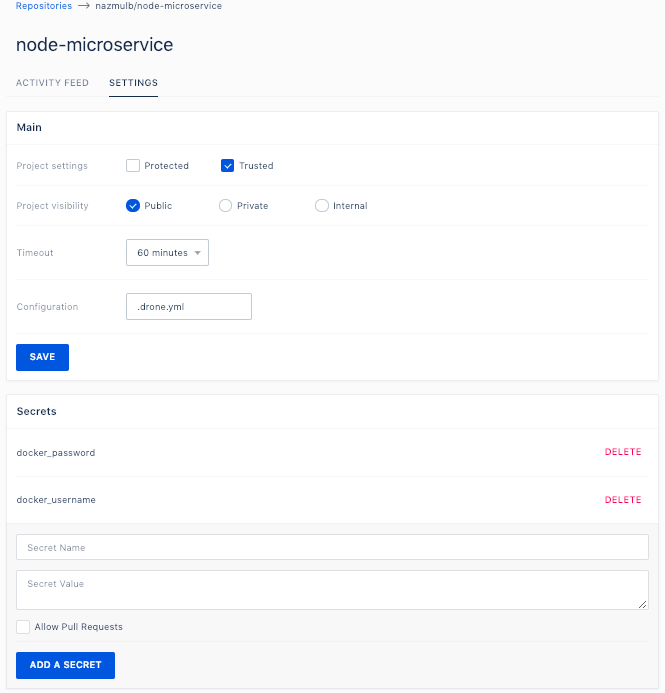 Repositories → nazmulb/node-microservice
node-microservice
ACTIVITY FEED SETTINGS
Main
Project settings Protected Trusted
Project visibility Public Private Internal
Timeout 60 minutes
Configuration .drone.yml
SAVE
Secrets
docker_password DELETE
docker_username DELETE
Secret Name
Secret Value
Allow Pull Requests
ADD A SECRET